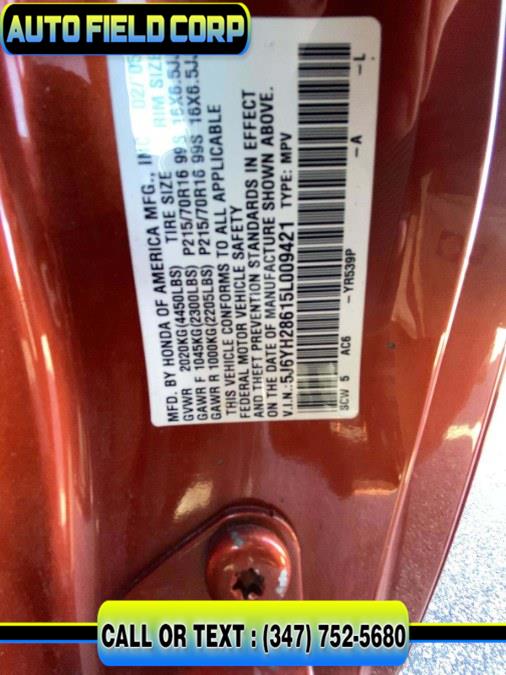 AUTO FIELD CORP
MFD. BY HONDA OF AMERICA MFG., INC 02/05
TIRE SIZE RIM SIZE
GVWR 2020KG(4450LBS)
GAWR F 1045KG(2300LBS) P215/70R16 99S 16X6.5J
GAWR R 1000KG(2205LBS) P215/70R16 99S 16X6.5J
THIS VEHICLE CONFORMS TO ALL APPLICABLE
FEDERAL MOTOR VEHICLE SAFETY
AND THEFT PREVENTION STANDARDS IN EFFECT
ON THE DATE OF MANUFACTURE SHOWN ABOVE.
V.I.N.:5J6YH28615L009421 TYPE: MPV
SCW 5 AC6 -YR539P -A -L
CALL OR TEXT : (347) 752-5680